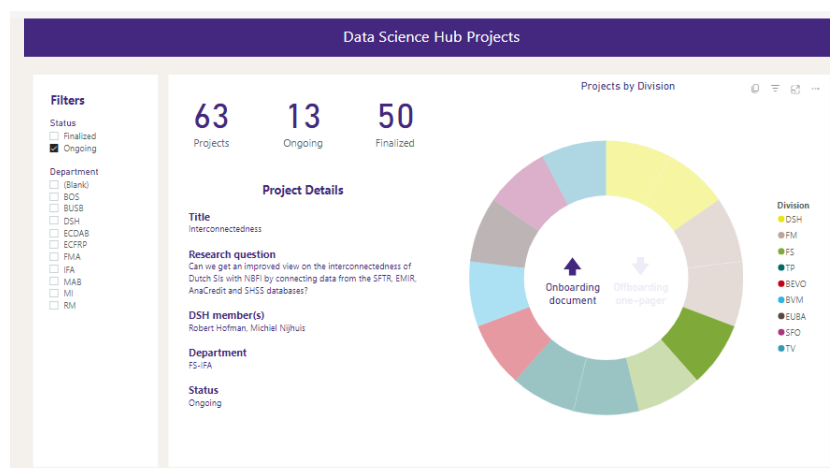 Data Science Hub Projects
Filters
Status
Finalized
Ongoing
Department
(Blank)
BOS
BUSB
DSH
ECDAB
ECFRP
FMA
IFA
MAB
MI
RM
63
Projects
13
Ongoing
50
Finalized
Project Details
Title
Interconnectedness
Research question
Can we get an improved view on the interconnectedness of
Dutch SIs with NBFI by connecting data from the SFTR, EMIR,
AnaCredit and SHSS databases?
DSH member(s)
Robert Hofman, Michiel Nijhuis
Department
FS-IFA
Status
Ongoing
Projects by Division
Onboarding
document
Offboarding
one-pager
Division
DSH
FM
FS
TP
BEVO
BVM
EUBA
SFO
TV